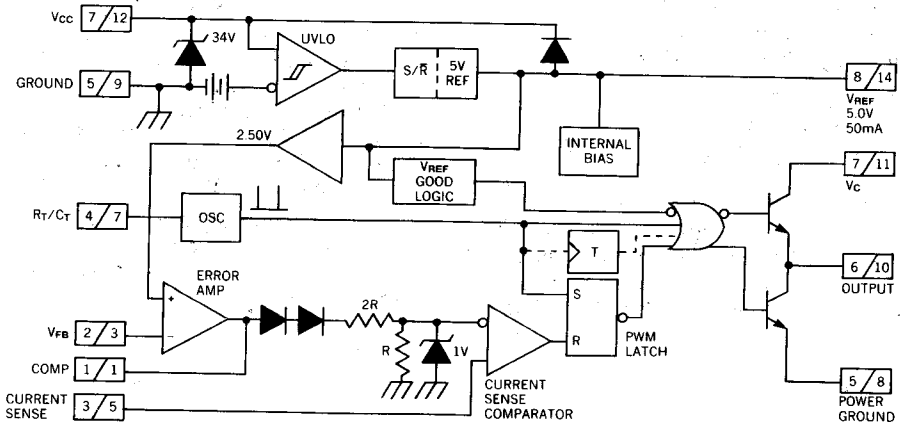 VCC 7/12
34V
UVLO
S/R̅ 5V
REF
GROUND 5/9
8/14
VREF
5.0V
50mA
2.50V
INTERNAL
BIAS
7/11
VC
VREF
GOOD
LOGIC
RT/CT 4/7
OSC
T
6/10
OUTPUT
ERROR
AMP
+
−
VFB 2/3
2R
R
1V
S
R
PWM
LATCH
COMP 1/1
CURRENT
SENSE
COMPARATOR
CURRENT
SENSE 3/5
5/8
POWER
GROUND